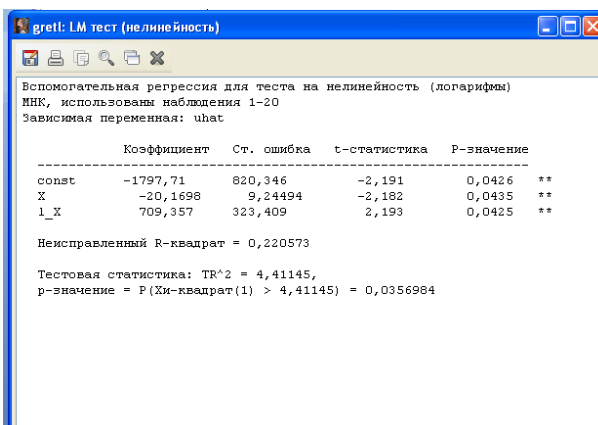 gretl: LM тест (нелинейность)
Вспомогательная регрессия для теста на нелинейность (логарифмы)
МНК, использованы наблюдения 1-20
Зависимая переменная: uhat
Коэффициент Ст. ошибка t-статистика P-значение
const -1797,71 820,346 -2,191 0,0426 **
X -20,1698 9,24494 -2,182 0,0435 **
l_X 709,357 323,409 2,193 0,0425 **
Неисправленный R-квадрат = 0,220573
Тестовая статистика: TR^2 = 4,41145,
p-значение = P(Хи-квадрат(1) > 4,41145) = 0,0356984